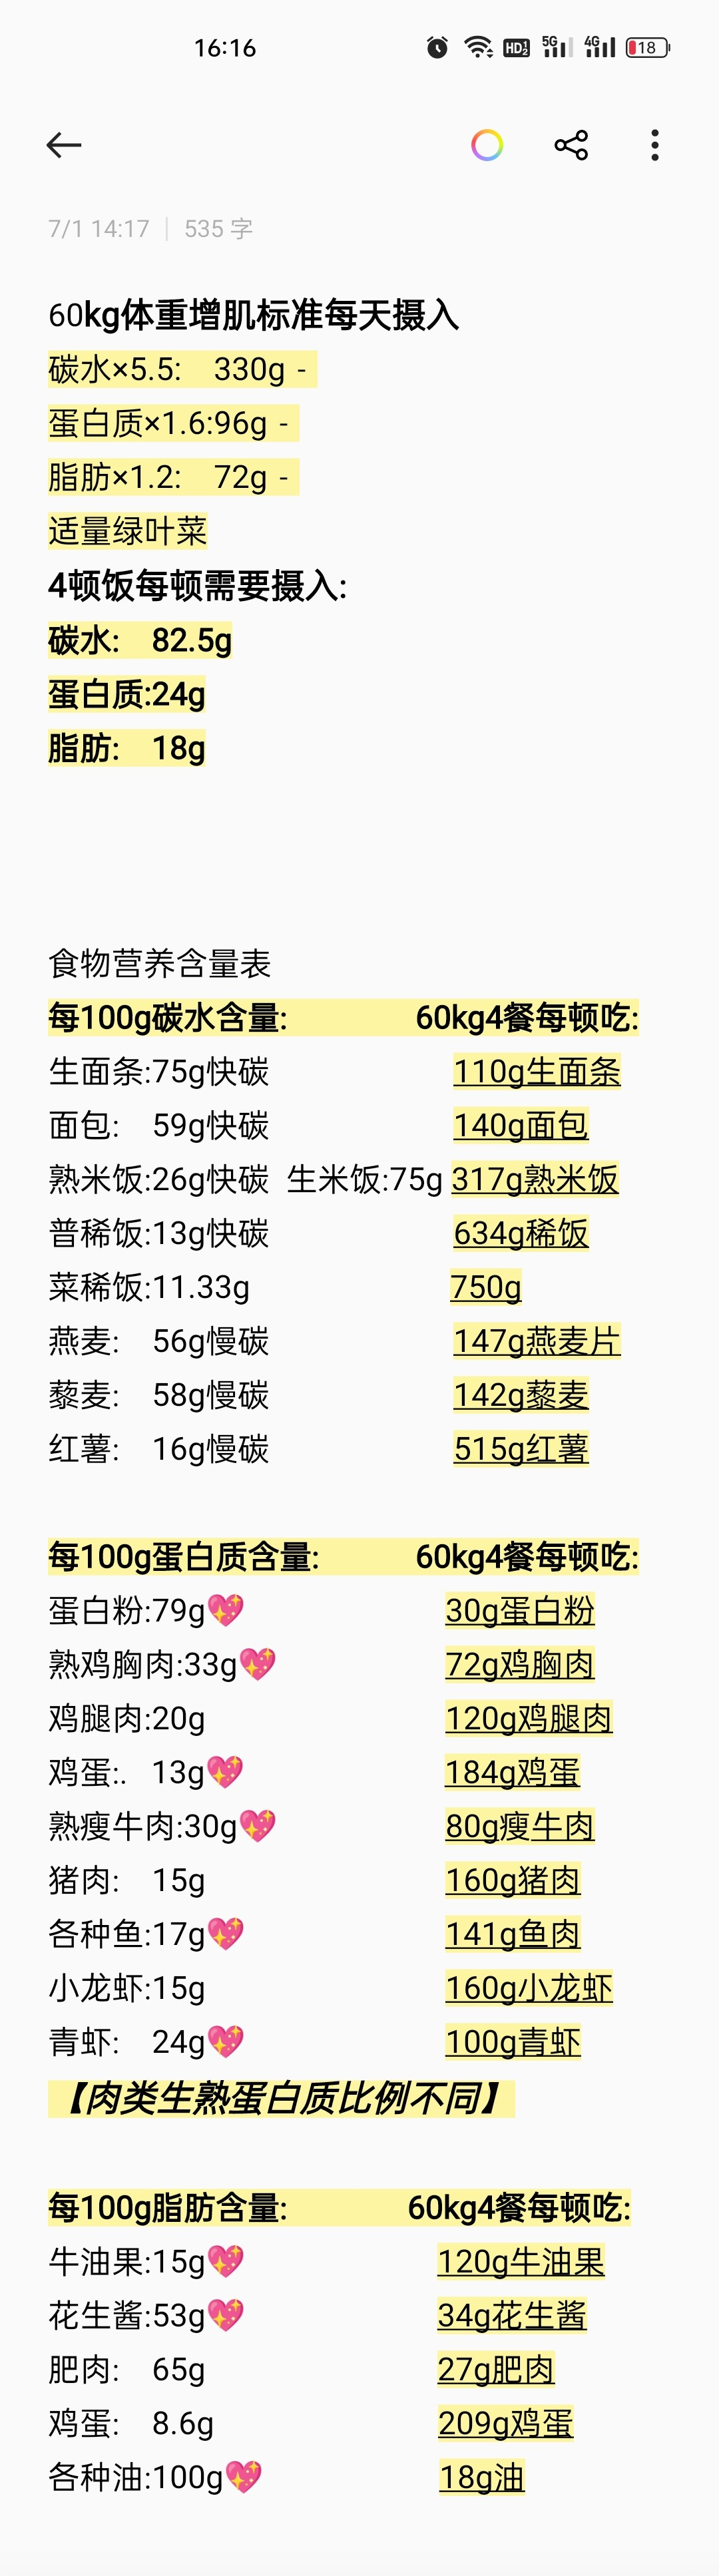 16:16
HD 1 2 5G 4G 18
7/1 14:17 | 535 字
60kg体重增肌标准每天摄入
碳水×5.5: 330g -
蛋白质×1.6:96g -
脂肪×1.2: 72g -
适量绿叶菜
4顿饭每顿需要摄入:
碳水: 82.5g
蛋白质:24g
脂肪: 18g
食物营养含量表
每100g碳水含量: 60kg4餐每顿吃:
生面条:75g快碳 110g生面条
面包: 59g快碳 140g面包
熟米饭:26g快碳 生米饭:75g 317g熟米饭
普稀饭:13g快碳 634g稀饭
菜稀饭:11.33g 750g
燕麦: 56g慢碳 147g燕麦片
藜麦: 58g慢碳 142g藜麦
红薯: 16g慢碳 515g红薯
每100g蛋白质含量: 60kg4餐每顿吃:
蛋白粉:79g💖 30g蛋白粉
熟鸡胸肉:33g💖 72g鸡胸肉
鸡腿肉:20g 120g鸡腿肉
鸡蛋:. 13g💖 184g鸡蛋
熟瘦牛肉:30g💖 80g瘦牛肉
猪肉: 15g 160g猪肉
各种鱼:17g💖 141g鱼肉
小龙虾:15g 160g小龙虾
青虾: 24g💖 100g青虾
【肉类生熟蛋白质比例不同】
每100g脂肪含量: 60kg4餐每顿吃:
牛油果:15g💖 120g牛油果
花生酱:53g💖 34g花生酱
肥肉: 65g 27g肥肉
鸡蛋: 8.6g 209g鸡蛋
各种油:100g💖 18g油